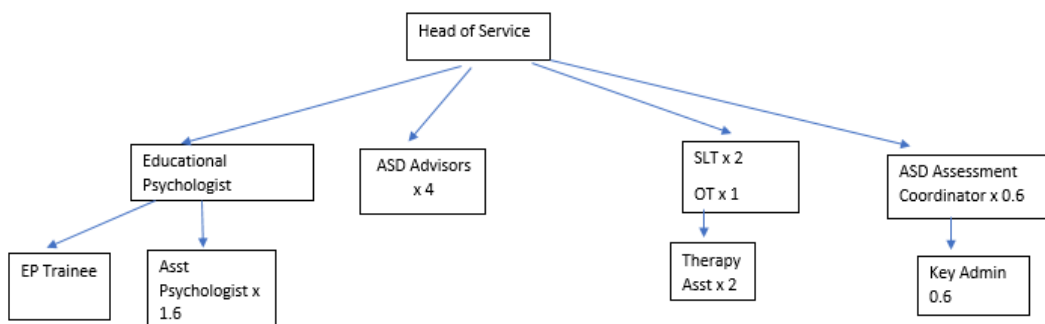 Head of Service
Educational
Psychologist
ASD Advisors
x 4
SLT x 2
OT x 1
ASD Assessment
Coordinator x 0.6
EP Trainee
Asst
Psychologist x
1.6
Therapy
Asst x 2
Key Admin
0.6